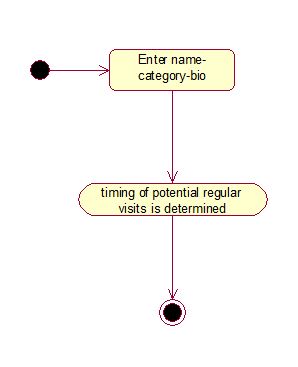 Enter name-
category-bio
timing of potential regular
visits is determined